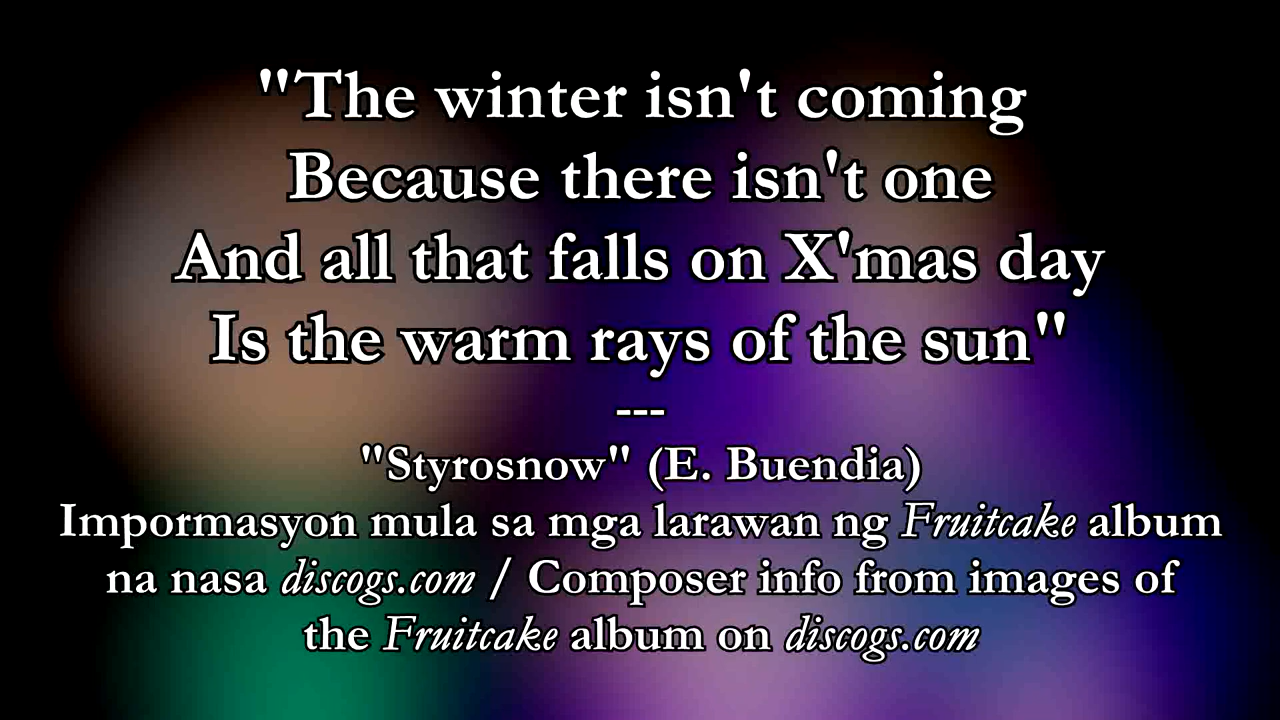 "The winter isn't coming
Because there isn't one
And all that falls on X'mas day
Is the warm rays of the sun"
---
"Styrosnow" (E. Buendia)
Impormasyon mula sa mga larawan ng Fruitcake album
na nasa discogs.com / Composer info from images of
the Fruitcake album on discogs.com